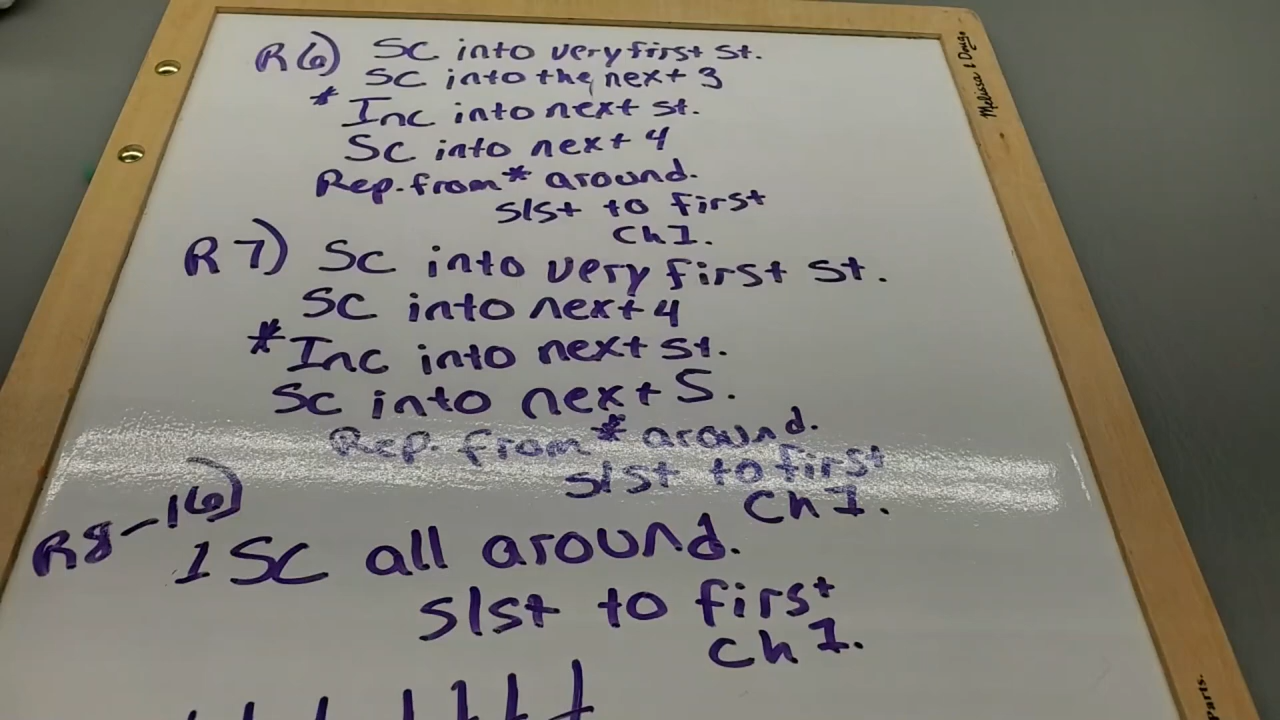 R6) SC into very first st.
SC into the next 3
* Inc into next st.
SC into next 4
Rep. from * around.
slst to first
Ch 1.
R7) SC into very first st.
SC into next 4
* Inc into next st.
SC into next 5.
Rep. from * around.
slst to first
Ch 1.
R8-16)
1 SC all around.
slst to first
Ch 1.
Melissa & Doug
Parts.